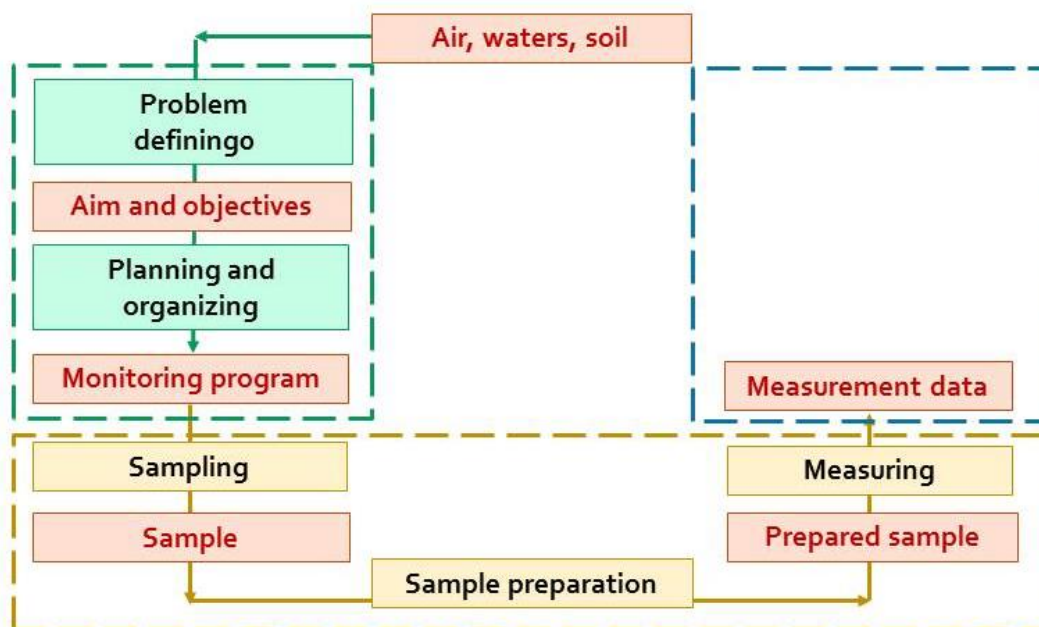 Air, waters, soil
Problem
definingo
Aim and objectives
Planning and
organizing
Monitoring program
Sampling
Sample
Sample preparation
Prepared sample
Measuring
Measurement data